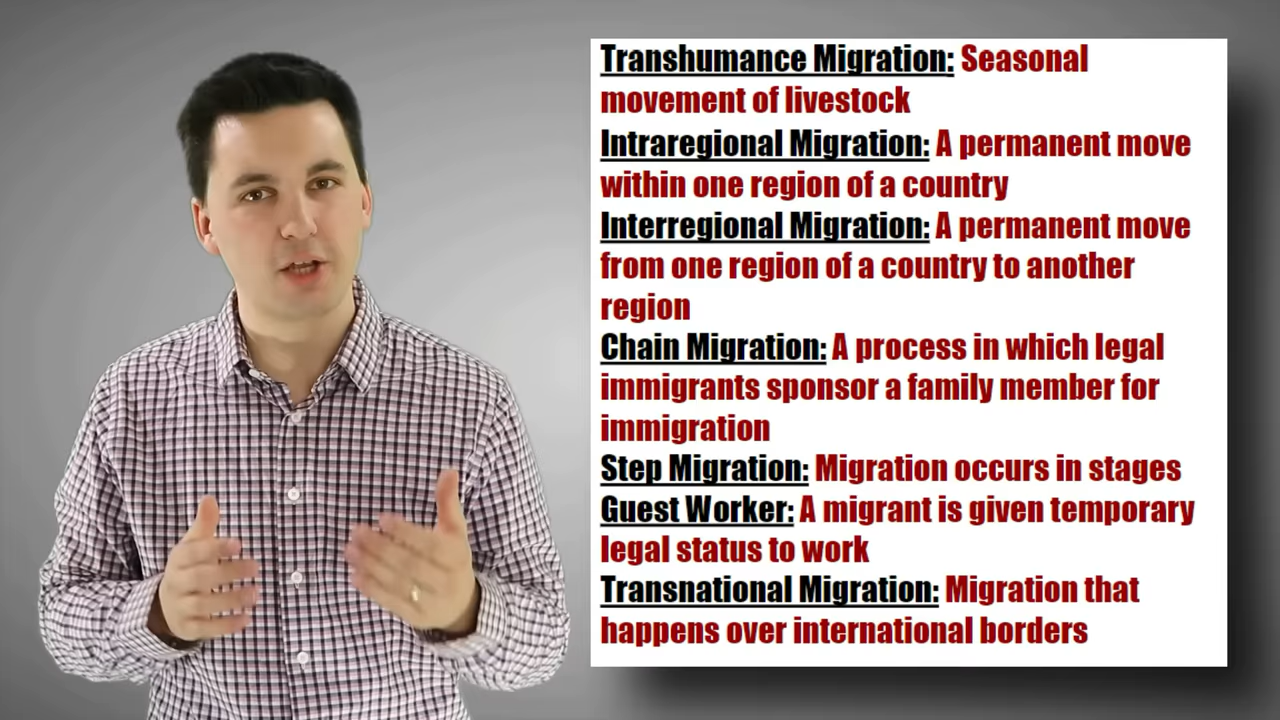 Transhumance Migration: Seasonal
movement of livestock
Intraregional Migration: A permanent move
within one region of a country
Interregional Migration: A permanent move
from one region of a country to another
region
Chain Migration: A process in which legal
immigrants sponsor a family member for
immigration
Step Migration: Migration occurs in stages
Guest Worker: A migrant is given temporary
legal status to work
Transnational Migration: Migration that
happens over international borders